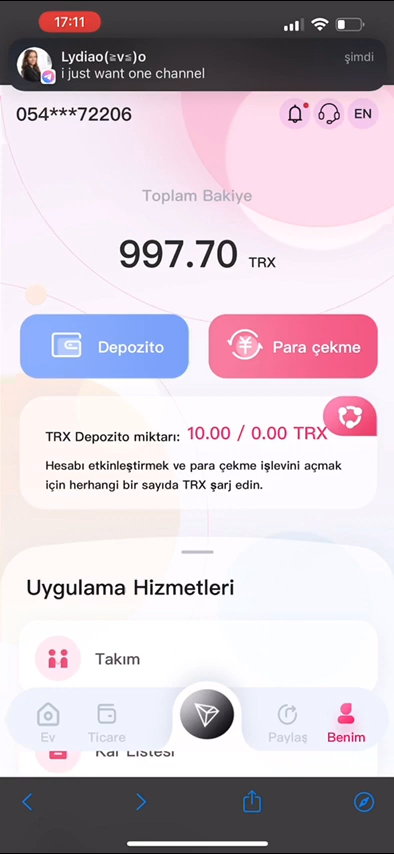 17:11
Lydiao(≧v≦)o
şimdi
i just want one channel
054***72206
EN
Toplam Bakiye
997.70 TRX
Depozito
Para çekme
TRX Depozito miktarı: 10.00 / 0.00 TRX
Hesabı etkinleştirmek ve para çekme işlevini açmak
için herhangi bir sayıda TRX şarj edin.
Uygulama Hizmetleri
Takım
Kar Listesi
Ev
Ticare
Paylaş
Benim